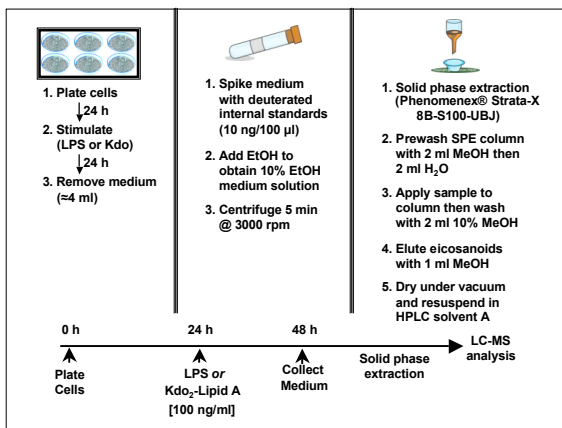 1. Plate cells
24 h
2. Stimulate
(LPS or Kdo)
24 h
3. Remove medium
(≈4 ml)
1. Spike medium
with deuterated
internal standards
(10 ng/100 µl)
2. Add EtOH to
obtain 10% EtOH
medium solution
3. Centrifuge 5 min
@ 3000 rpm
1. Solid phase extraction
(Phenomenex® Strata-X
8B-S100-UBJ)
2. Prewash SPE column
with 2 ml MeOH then
2 ml H₂O
3. Apply sample to
column then wash
with 2 ml 10% MeOH
4. Elute eicosanoids
with 1 ml MeOH
5. Dry under vacuum
and resuspend in
HPLC solvent A
0 h
24 h
48 h
LC-MS
analysis
Plate
Cells
LPS or
Kdo₂-Lipid A
[100 ng/ml]
Collect
Medium
Solid phase
extraction